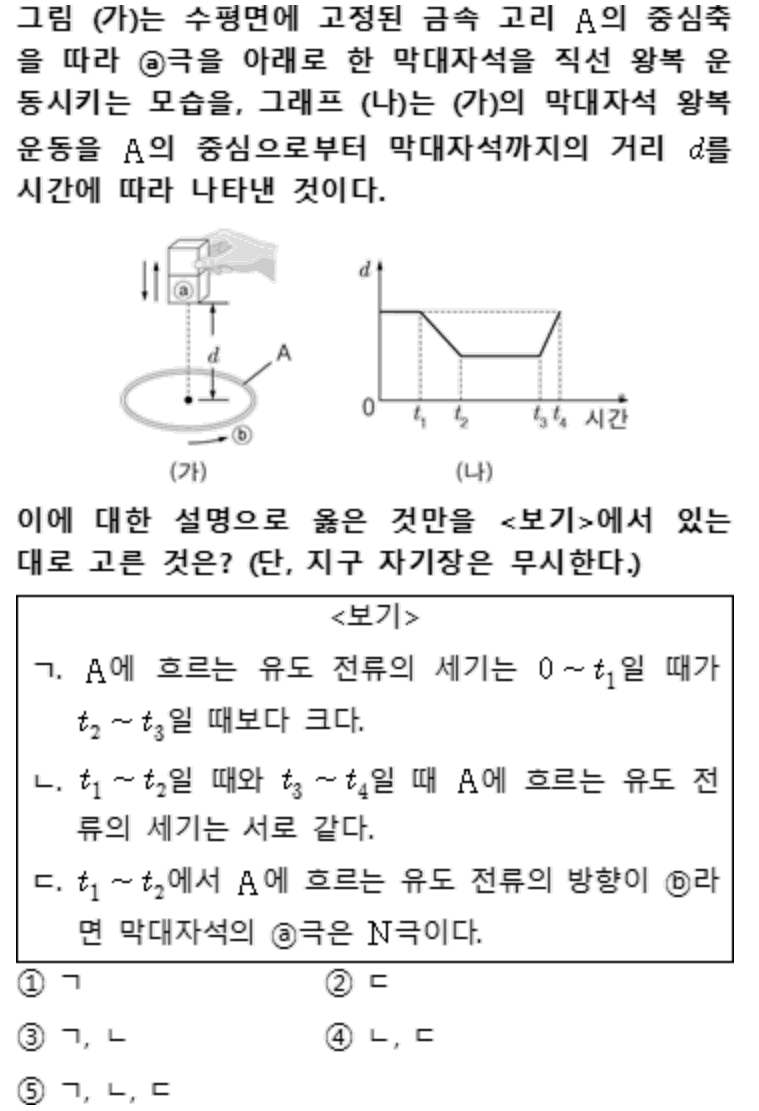 그림 (가)는 수평면에 고정된 금속 고리 A의 중심축
을 따라 ⓐ극을 아래로 한 막대자석을 직선 왕복 운
동시키는 모습을, 그래프 (나)는 (가)의 막대자석 왕복
운동을 A의 중심으로부터 막대자석까지의 거리 d를
시간에 따라 나타낸 것이다.
ⓐ
d
A
ⓑ
(가)
d
0
t₁
t₂
t₃
t₄
시간
(나)
이에 대한 설명으로 옳은 것만을 <보기>에서 있는
대로 고른 것은? (단, 지구 자기장은 무시한다.)
<보기>
ㄱ. A에 흐르는 유도 전류의 세기는 0 ~ t₁일 때가
t₂ ~ t₃일 때보다 크다.
ㄴ. t₁ ~ t₂일 때와 t₃ ~ t₄일 때 A에 흐르는 유도 전
류의 세기는 서로 같다.
ㄷ. t₁ ~ t₂에서 A에 흐르는 유도 전류의 방향이 ⓑ라
면 막대자석의 ⓐ극은 N극이다.
① ㄱ ② ㄷ
③ ㄱ, ㄴ ④ ㄴ, ㄷ
⑤ ㄱ, ㄴ, ㄷ